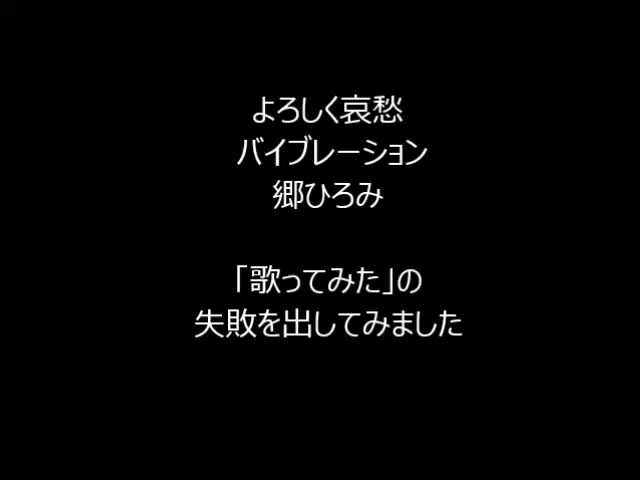 よろしく哀愁
バイブレーション
郷ひろみ
「歌ってみた」の
失敗を出してみました